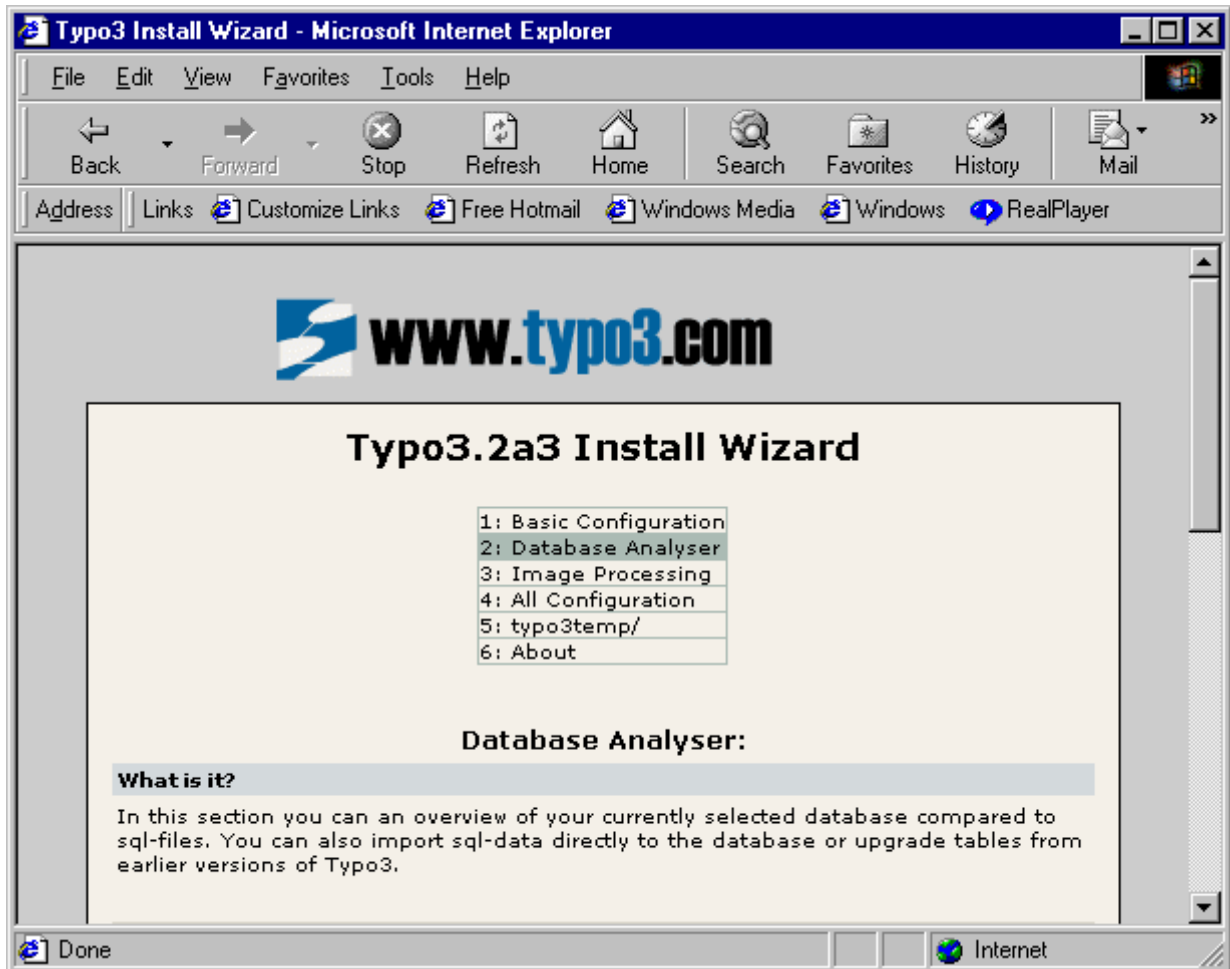 Typo3 Install Wizard - Microsoft Internet Explorer
File Edit View Favorites Tools Help
Back Forward Stop Refresh Home Search Favorites History Mail »
Address Links Customize Links Free Hotmail Windows Media Windows RealPlayer
www.typo3.com
Typo3.2a3 Install Wizard
1: Basic Configuration
2: Database Analyser
3: Image Processing
4: All Configuration
5: typo3temp/
6: About
Database Analyser:
What is it?
In this section you can an overview of your currently selected database compared to
sql-files. You can also import sql-data directly to the database or upgrade tables from
earlier versions of Typo3.
Done Internet